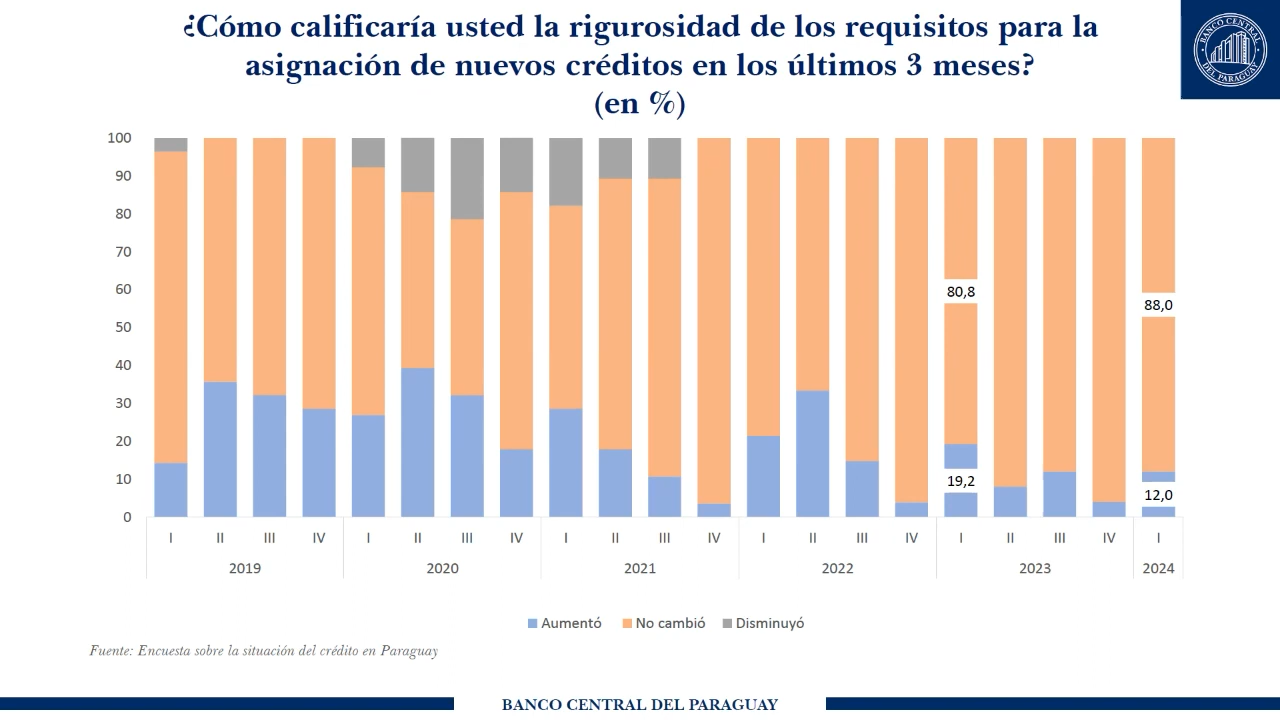 ¿Cómo calificaría usted la rigurosidad de los requisitos para la
asignación de nuevos créditos en los últimos 3 meses?
(en %)
BANCO CENTRAL
DEL PARAGUAY
100
90
80
70
60
50
40
30
20
10
0
80,8
19,2
88,0
12,0
I II III IV I II III IV I II III IV I II III IV I II III IV I
2019 2020 2021 2022 2023 2024
Aumentó No cambió Disminuyó
Fuente: Encuesta sobre la situación del crédito en Paraguay
BANCO CENTRAL DEL PARAGUAY